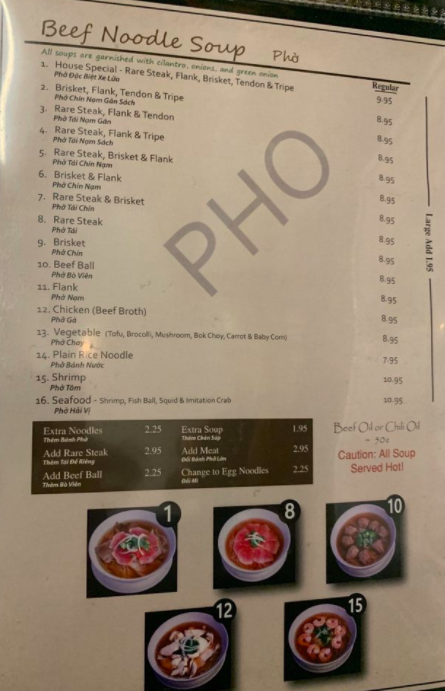 Beef Noodle Soup Phở
All soups are garnished with cilantro, onions, and green onion
Regular
1. House Special - Rare Steak, Flank, Brisket, Tendon & Tripe 9.95
Phở Độc Biệt Xe Lửa
2. Brisket, Flank, Tendon & Tripe 8.95
Phở Chín Nạm Gân Sách
3. Rare Steak, Flank & Tendon 8.95
Phở Tái Nạm Gân
4. Rare Steak, Flank & Tripe 8.95
Phở Tái Nạm Sách
5. Rare Steak, Brisket & Flank 8.95
Phở Tái Chín Nạm
6. Brisket & Flank 8.95
Phở Chín Nạm
7. Rare Steak & Brisket 8.95
Phở Tái Chín
8. Rare Steak 8.95
Phở Tái
9. Brisket 8.95
Phở Chín
10. Beef Ball 8.95
Phở Bò Viên
11. Flank 8.95
Phở Nạm
12. Chicken (Beef Broth) 8.95
Phở Gà
13. Vegetable (Tofu, Brocolli, Mushroom, Bok Choy, Carrot & Baby Corn) 8.95
Phở Chay
14. Plain Rice Noodle 7.95
Phở Bánh Nước
15. Shrimp 10.95
Phở Tôm
16. Seafood - Shrimp, Fish Ball, Squid & Imitation Crab 10.95
Phở Hải Vị
Large Add 1.95
PHO
Extra Noodles 2.25 Extra Soup 1.95
Thêm Bánh Phở Thêm Chén Súp
Add Rare Steak 2.95 Add Meat 2.95
Thêm Tái Để Riêng Đổi Bánh Phở Lớn
Add Beef Ball 2.25 Change to Egg Noodles 2.25
Thêm Bò Viên Đổi Mì
Beef Oil or Chili Oil
~ 50¢
Caution: All Soup
Served Hot!
1
8
10
12
15